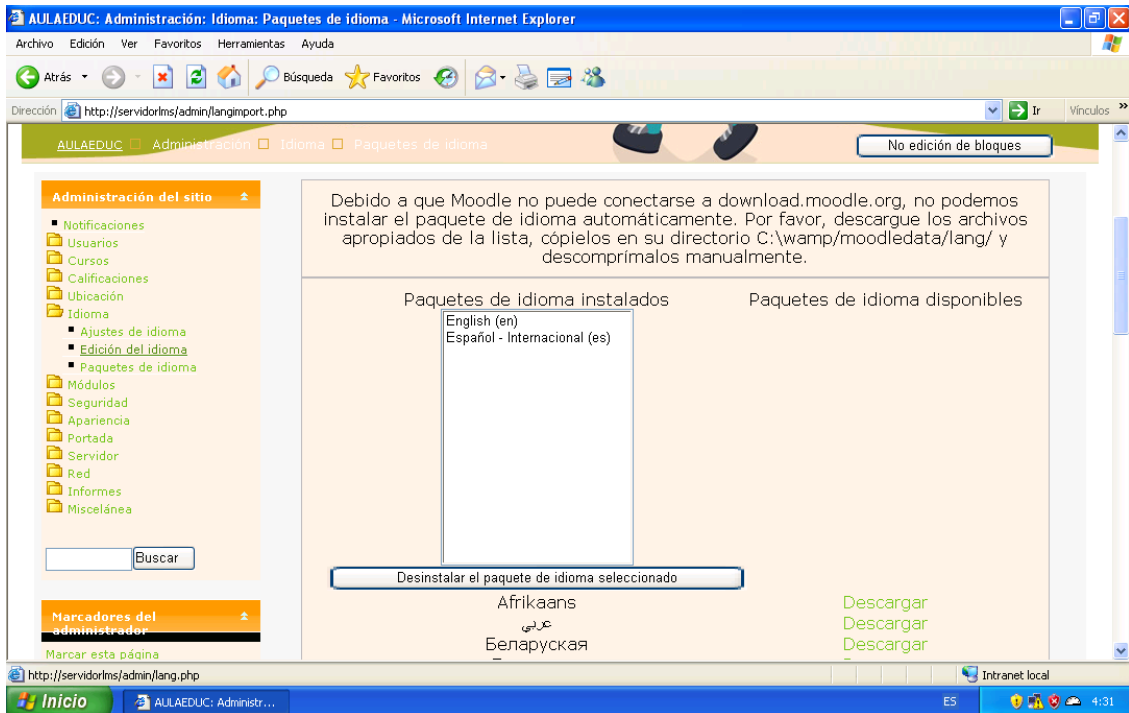 AULAEDUC: Administración: Idioma: Paquetes de idioma - Microsoft Internet Explorer
Archivo Edición Ver Favoritos Herramientas Ayuda
Atrás Búsqueda Favoritos
Dirección http://servidorlms/admin/langimport.php Ir Vínculos »
AULAEDUC Administración Idioma Paquetes de idioma
No edición de bloques
Administración del sitio
Notificaciones
Usuarios
Cursos
Calificaciones
Ubicación
Idioma
Ajustes de idioma
Edición del idioma
Paquetes de idioma
Módulos
Seguridad
Apariencia
Portada
Servidor
Red
Informes
Miscelánea
Buscar
Marcadores del
administrador
Marcar esta página
Debido a que Moodle no puede conectarse a download.moodle.org, no podemos
instalar el paquete de idioma automáticamente. Por favor, descargue los archivos
apropiados de la lista, cópielos en su directorio C:\wamp/moodledata/lang/ y
descomprímalos manualmente.
Paquetes de idioma instalados Paquetes de idioma disponibles
English (en)
Español - Internacional (es)
Desinstalar el paquete de idioma seleccionado
Afrikaans Descargar
عربي Descargar
Беларуская Descargar
http://servidorlms/admin/lang.php Intranet local
Inicio AULAEDUC: Administr... ES 4:31